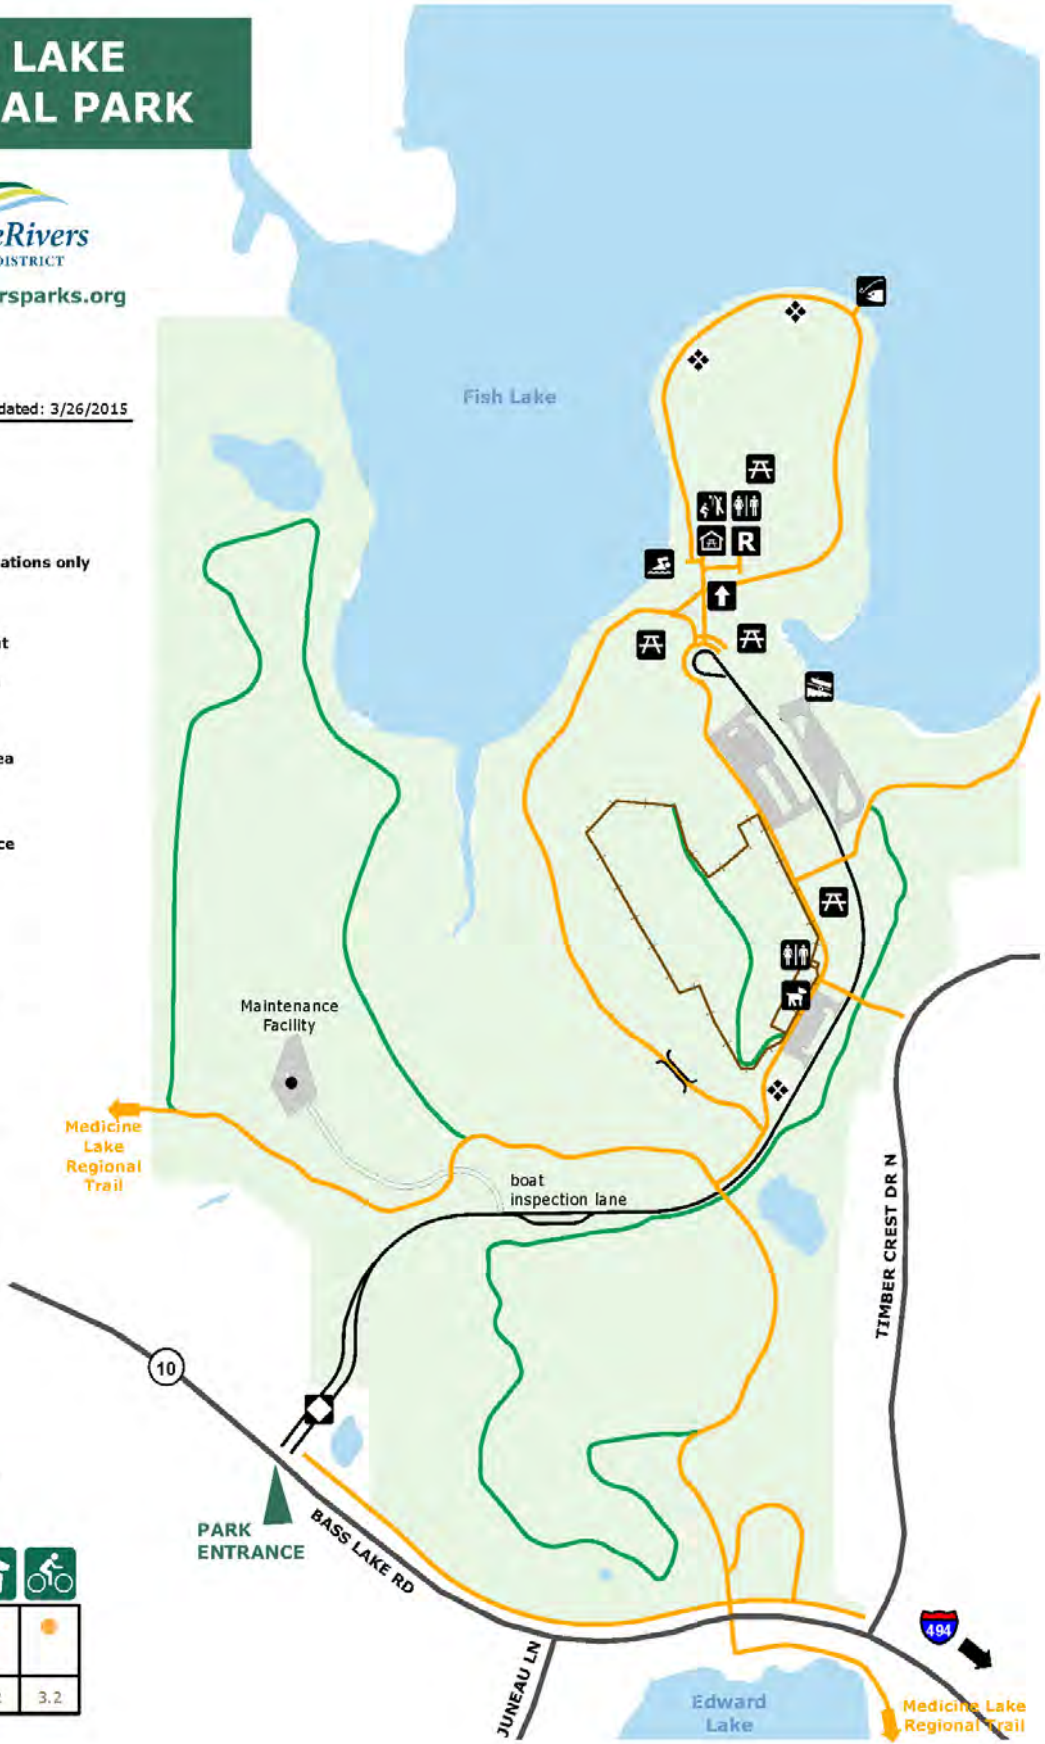 LAKE
AL PARK
eRivers
DISTRICT
rsparks.org
dated: 3/26/2015
Fish Lake
ations only
R
ea
ce
Maintenance
Facility
Medicine
Lake
Regional
Trail
boat
inspection lane
TIMBER CREST DR N
10
PARK
ENTRANCE
BASS LAKE RD
JUNEAU LN
494
3.2
Edward
Lake
Medicine Lake
Regional Trail